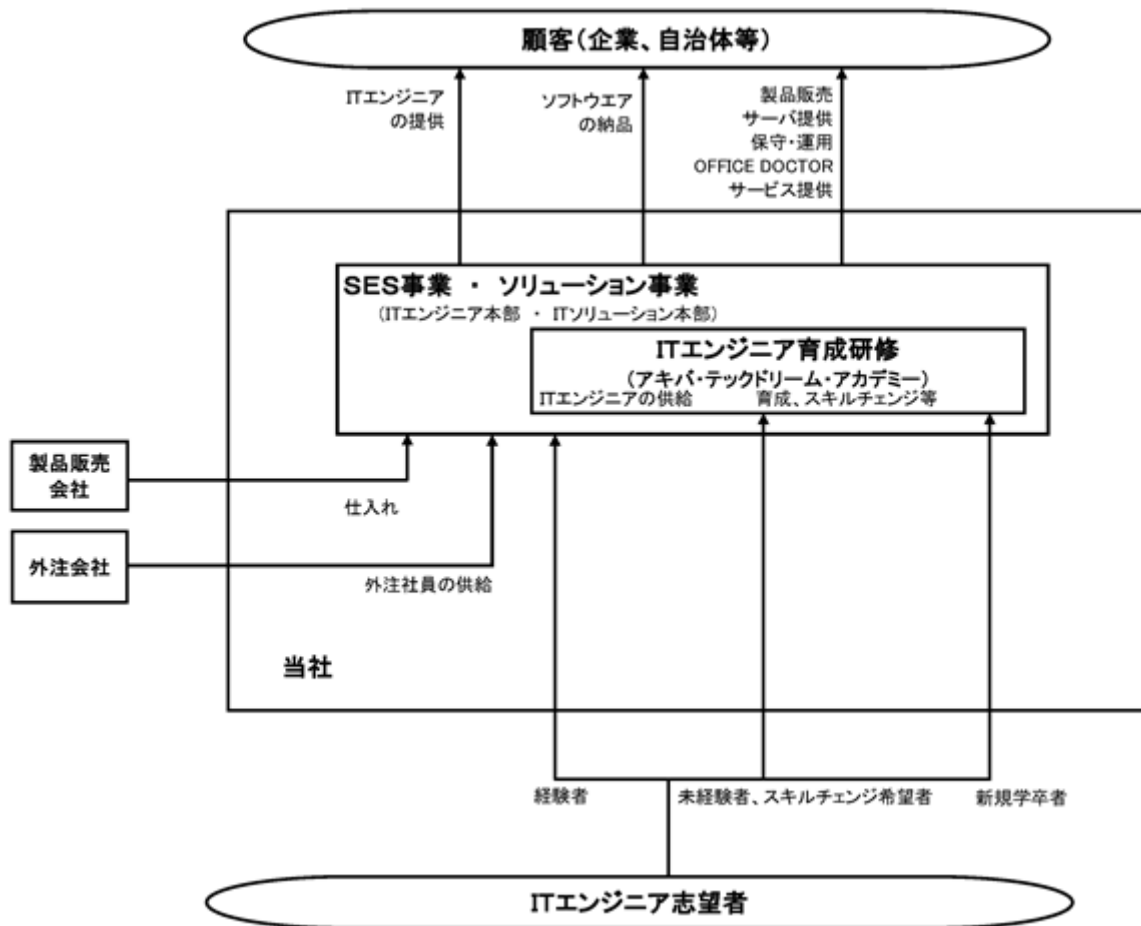 顧客（企業、自治体等）
ITエンジニア
の提供
ソフトウエア
の納品
製品販売
サーバ提供
保守・運用
OFFICE DOCTOR
サービス提供
SES事業 ・ ソリューション事業
（ITエンジニア本部 ・ ITソリューション本部）
ITエンジニア育成研修
（アキバ・テックドリーム・アカデミー）
ITエンジニアの供給 育成、スキルチェンジ等
製品販売
会社
仕入れ
外注会社
外注社員の供給
当社
経験者
未経験者、スキルチェンジ希望者
新規学卒者
ITエンジニア志望者